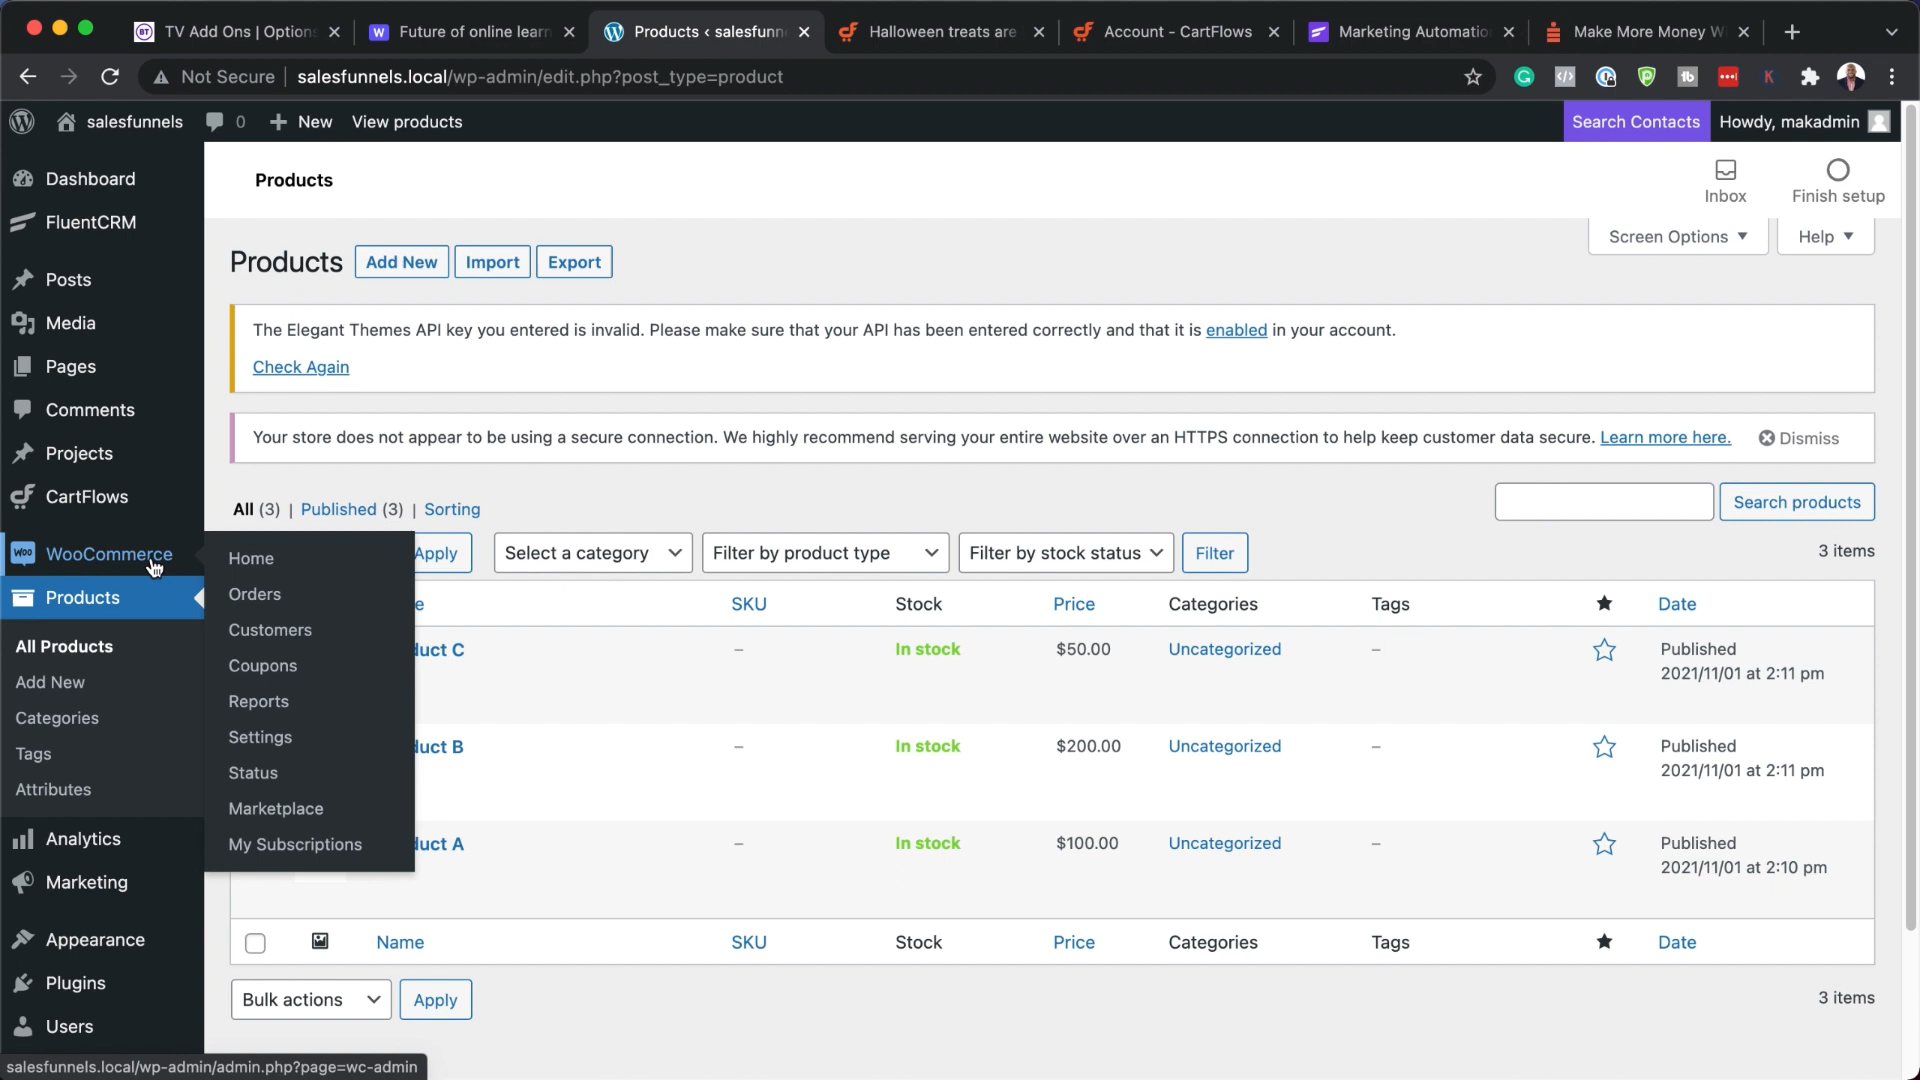 TV Add Ons | Option
Future of online learn
Products ‹ salesfunn
Halloween treats are
Account - CartFlows
Marketing Automatio
Make More Money W
Not Secure
salesfunnels.local/wp-admin/edit.php?post_type=product
salesfunnels
0
New
View products
Search Contacts
Howdy, makadmin
Dashboard
FluentCRM
Posts
Media
Pages
Comments
Projects
CartFlows
WooCommerce
Products
All Products
Add New
Categories
Tags
Attributes
Analytics
Marketing
Appearance
Plugins
Users
Home
Orders
Customers
Coupons
Reports
Settings
Status
Marketplace
My Subscriptions
Products
Inbox
Finish setup
Screen Options
Help
Products
Add New
Import
Export
The Elegant Themes API key you entered is invalid. Please make sure that your API has been entered correctly and that it is enabled in your account.
Check Again
Your store does not appear to be using a secure connection. We highly recommend serving your entire website over an HTTPS connection to help keep customer data secure. Learn more here.
Dismiss
All (3) | Published (3) | Sorting
Search products
Apply
Select a category
Filter by product type
Filter by stock status
Filter
3 items
e SKU Stock Price Categories Tags Date
duct C – In stock $50.00 Uncategorized – Published
2021/11/01 at 2:11 pm
duct B – In stock $200.00 Uncategorized – Published
2021/11/01 at 2:11 pm
duct A – In stock $100.00 Uncategorized – Published
2021/11/01 at 2:10 pm
Name SKU Stock Price Categories Tags Date
Bulk actions
Apply
3 items
salesfunnels.local/wp-admin/admin.php?page=wc-admin